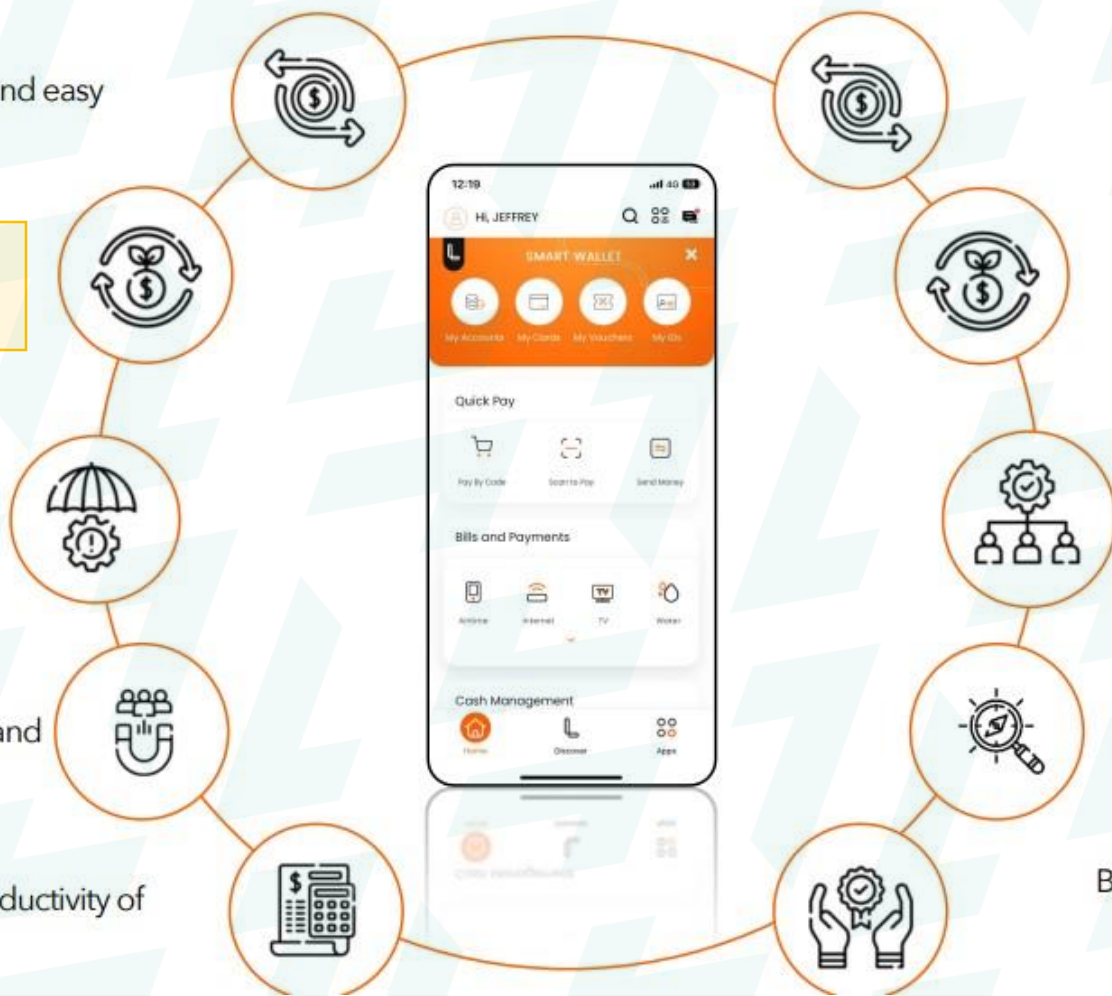 nd easy
12:19
4G 53
Hi, JEFFREY
SMART WALLET
My Accounts My Cards My Vouchers My IDs
Quick Pay
Pay By Code Scan to Pay Send Money
Bills and Payments
Airtime Internet TV Water
Cash Management
Home Discover Apps
and
ductivity of
B